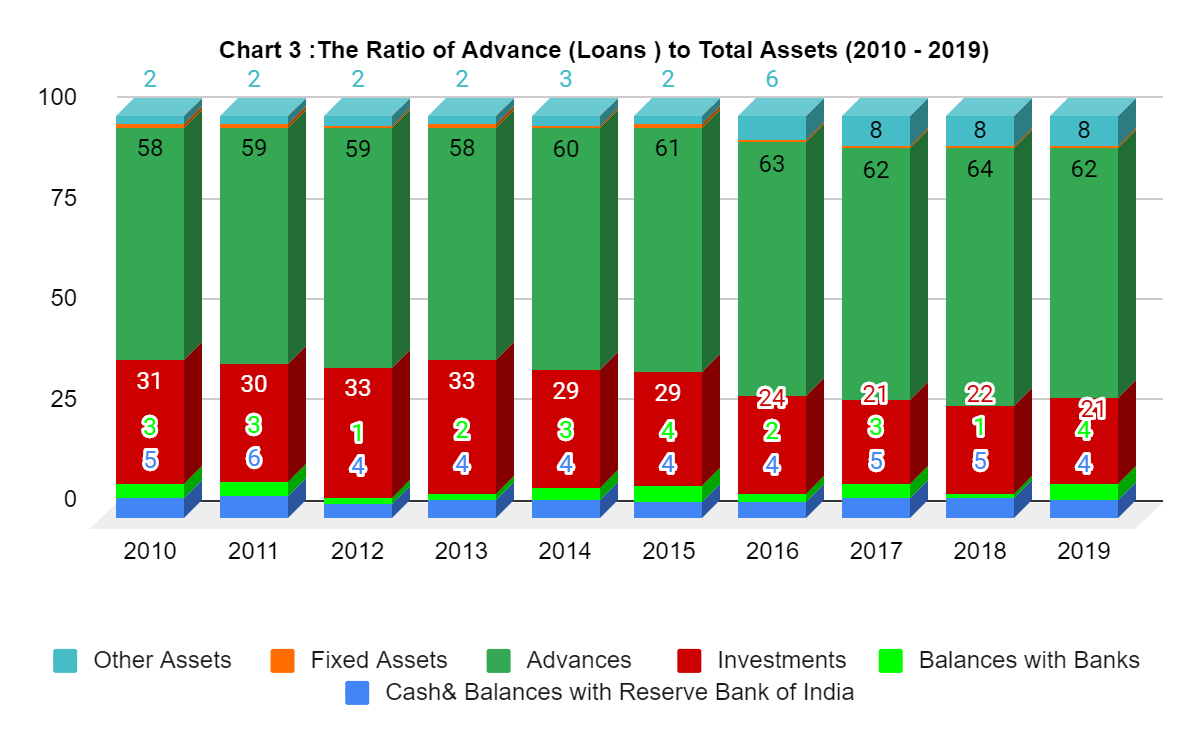 Chart 3 :The Ratio of Advance (Loans ) to Total Assets (2010 - 2019)
2 2 2 2 3 2 6
100
8 8 8
58 59 59 58 60 61 63 62 64 62
75
50
31 30 33 33 29 29 24 21 22 21
25
3 3 1 2 3 4 2 3 1 4
5 6 4 4 4 4 4 5 5 4
0
2010 2011 2012 2013 2014 2015 2016 2017 2018 2019
Other Assets Fixed Assets Advances Investments Balances with Banks
Cash& Balances with Reserve Bank of India